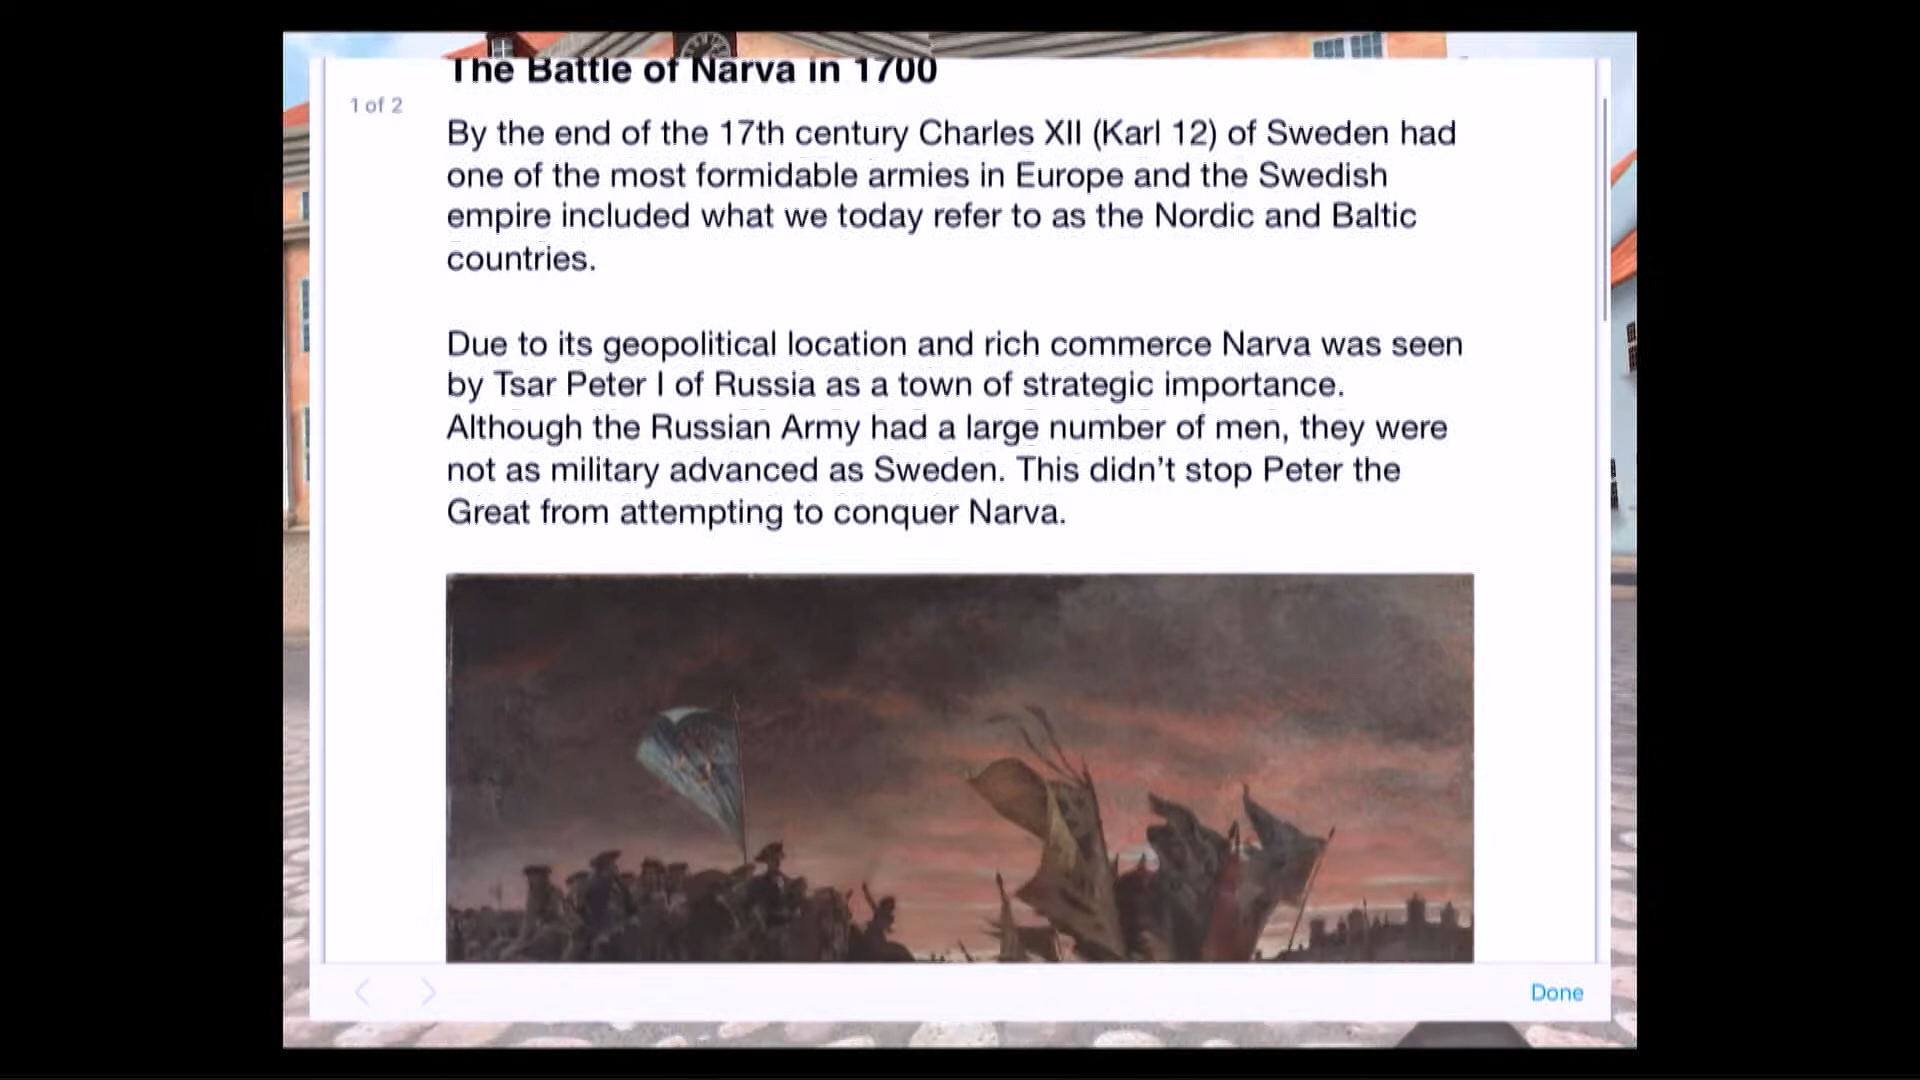 The Battle of Narva in 1700
1 of 2
By the end of the 17th century Charles XII (Karl 12) of Sweden had
one of the most formidable armies in Europe and the Swedish
empire included what we today refer to as the Nordic and Baltic
countries.
Due to its geopolitical location and rich commerce Narva was seen
by Tsar Peter I of Russia as a town of strategic importance.
Although the Russian Army had a large number of men, they were
not as military advanced as Sweden. This didn’t stop Peter the
Great from attempting to conquer Narva.
Done